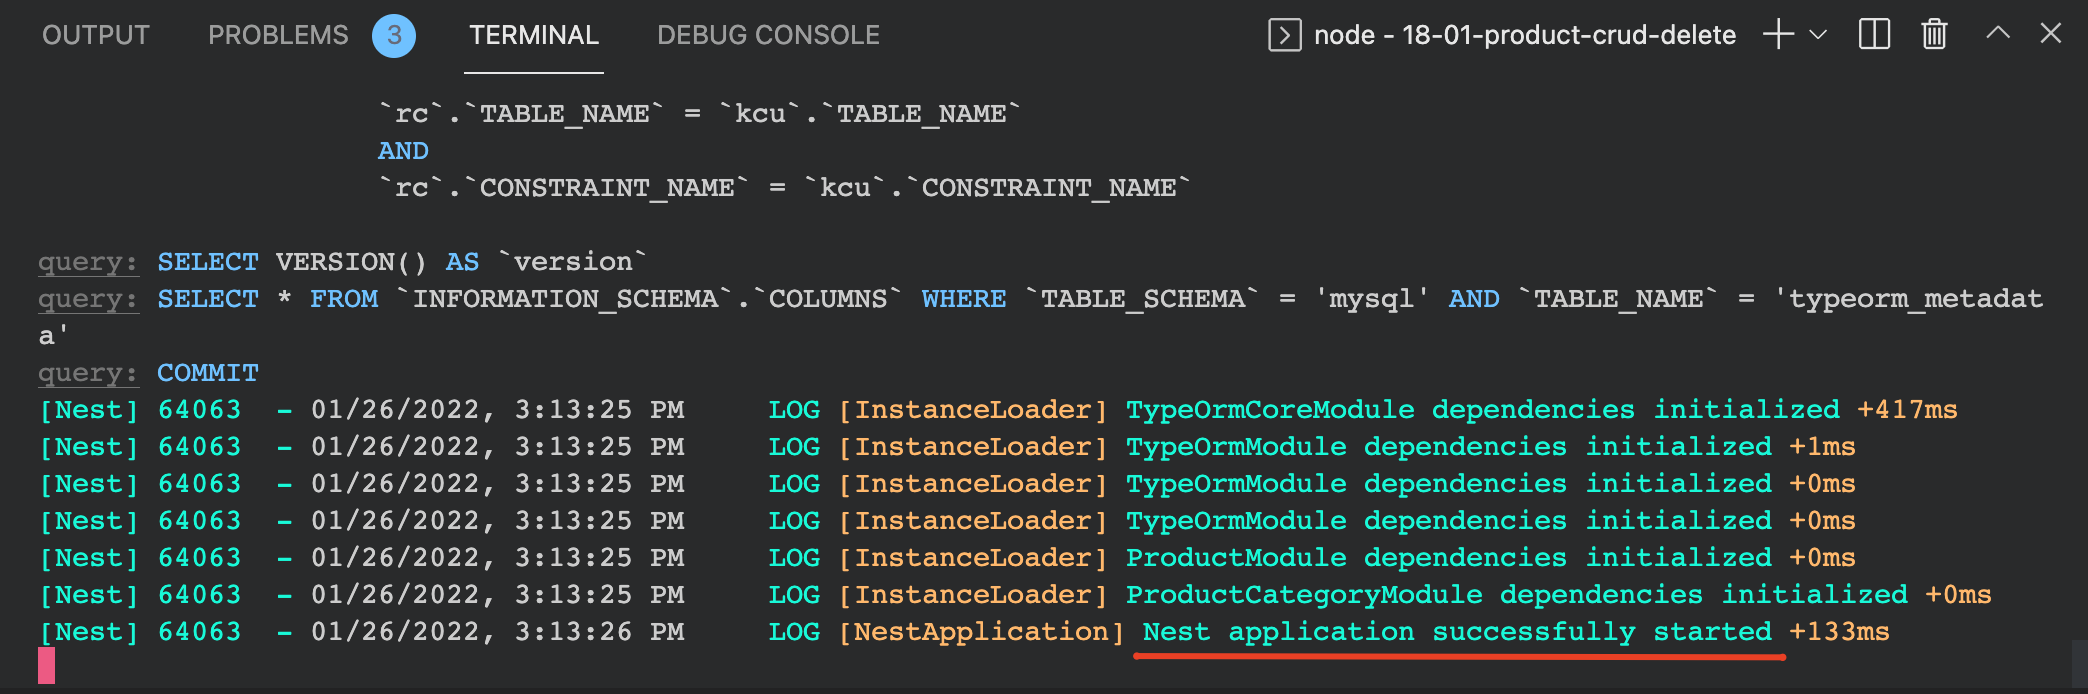 OUTPUT PROBLEMS 3 TERMINAL DEBUG CONSOLE node - 18-01-product-crud-delete
`rc`.`TABLE_NAME` = `kcu`.`TABLE_NAME`
AND
`rc`.`CONSTRAINT_NAME` = `kcu`.`CONSTRAINT_NAME`
query: SELECT VERSION() AS `version`
query: SELECT * FROM `INFORMATION_SCHEMA`.`COLUMNS` WHERE `TABLE_SCHEMA` = 'mysql' AND `TABLE_NAME` = 'typeorm_metadat
a'
query: COMMIT
[Nest] 64063  - 01/26/2022, 3:13:25 PM     LOG [InstanceLoader] TypeOrmCoreModule dependencies initialized +417ms
[Nest] 64063  - 01/26/2022, 3:13:25 PM     LOG [InstanceLoader] TypeOrmModule dependencies initialized +1ms
[Nest] 64063  - 01/26/2022, 3:13:25 PM     LOG [InstanceLoader] TypeOrmModule dependencies initialized +0ms
[Nest] 64063  - 01/26/2022, 3:13:25 PM     LOG [InstanceLoader] TypeOrmModule dependencies initialized +0ms
[Nest] 64063  - 01/26/2022, 3:13:25 PM     LOG [InstanceLoader] ProductModule dependencies initialized +0ms
[Nest] 64063  - 01/26/2022, 3:13:25 PM     LOG [InstanceLoader] ProductCategoryModule dependencies initialized +0ms
[Nest] 64063  - 01/26/2022, 3:13:26 PM     LOG [NestApplication] Nest application successfully started +133ms